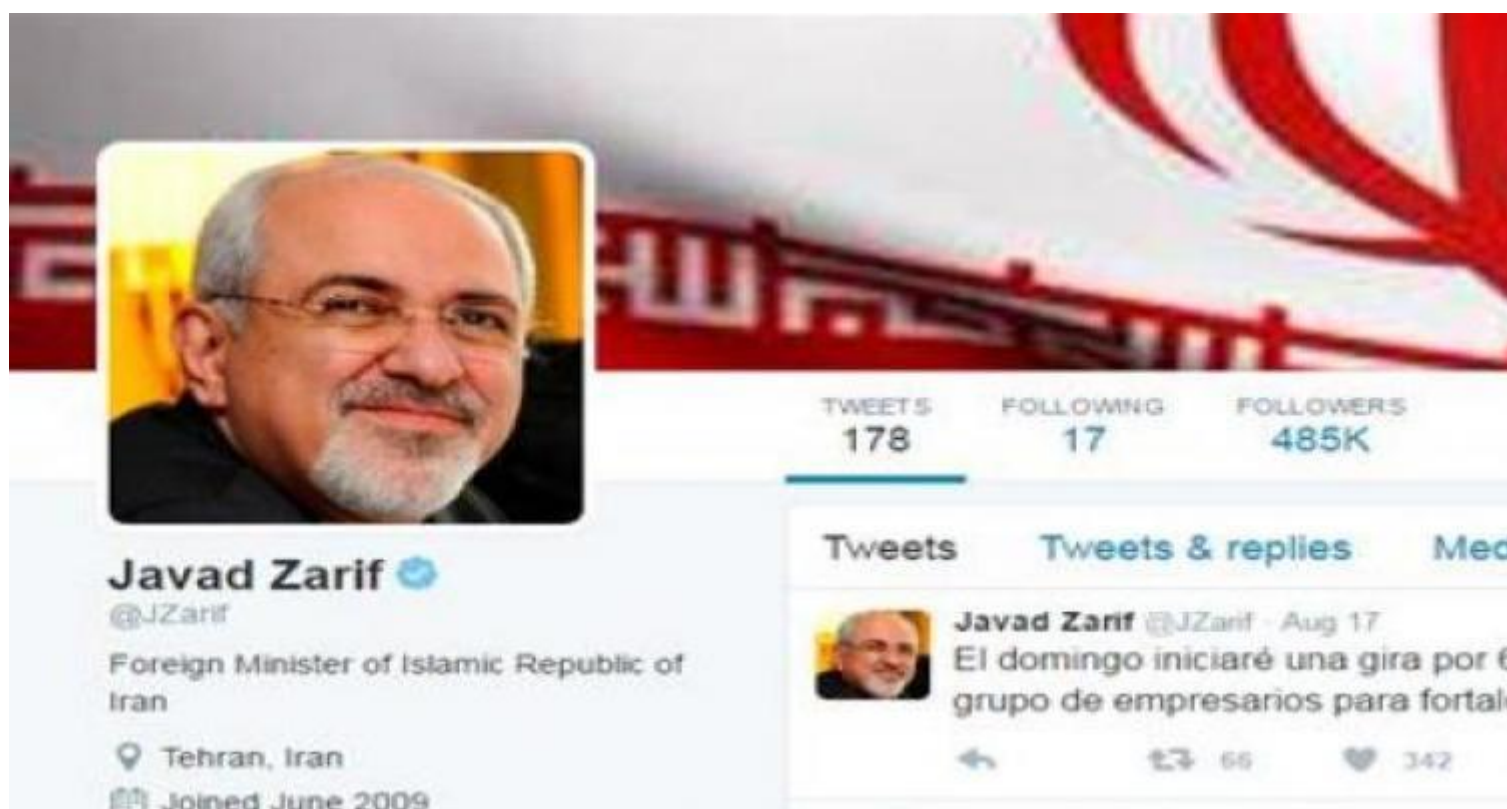 TWEETS FOLLOWING FOLLOWERS
178 17 485K
Javad Zarif
@JZarif
Foreign Minister of Islamic Republic of
Iran
Tehran, Iran
Joined June 2009
Tweets Tweets & replies
Javad Zarif @JZarif · Aug 17
El domingo iniciaré una gira por 6
grupo de empresarios para
66 342